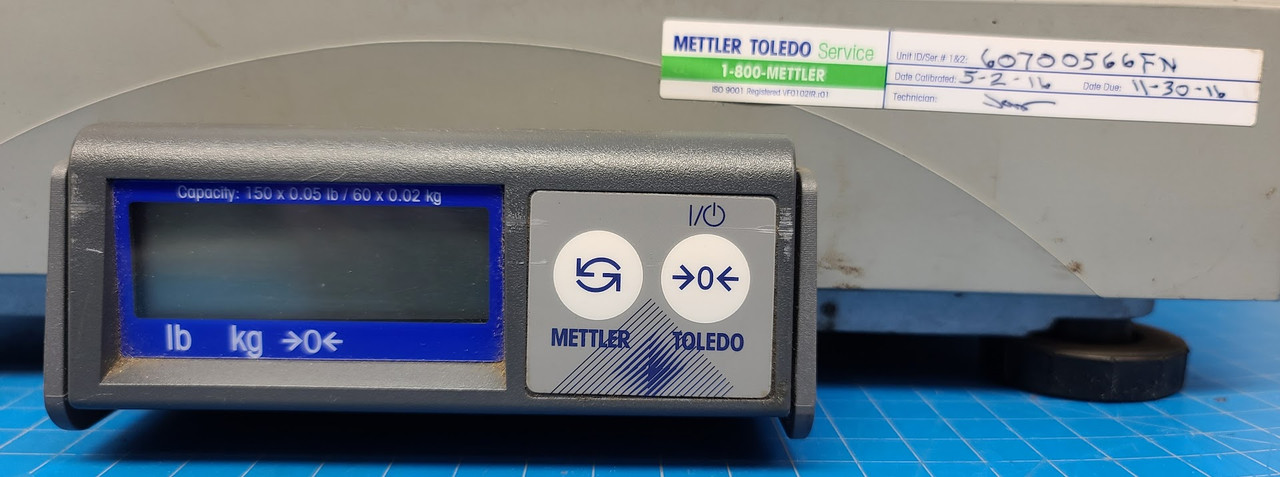 METTLER TOLEDO Service
1-800-METTLER
ISO 9001 Registered VF0102IR r01
Unit ID/Ser.# 1&2: 60700566FN
Date Calibrated: 5-2-16 Date Due: 11-30-16
Technician:
Capacity: 150 x 0.05 lb / 60 x 0.02 kg
lb kg →0←
I/⏻
→0←
METTLER TOLEDO